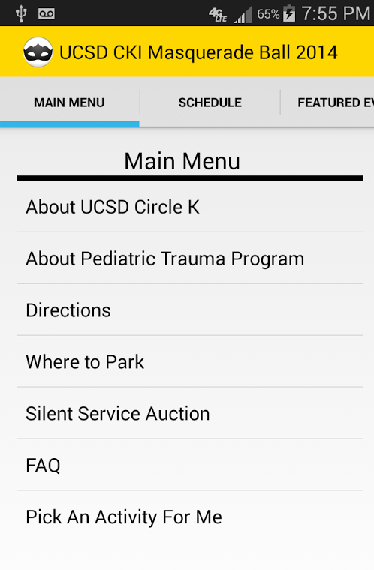 4G LTE 65% 7:55 PM
UCSD CKI Masquerade Ball 2014
MAIN MENU SCHEDULE FEATURED EV
Main Menu
About UCSD Circle K
About Pediatric Trauma Program
Directions
Where to Park
Silent Service Auction
FAQ
Pick An Activity For Me